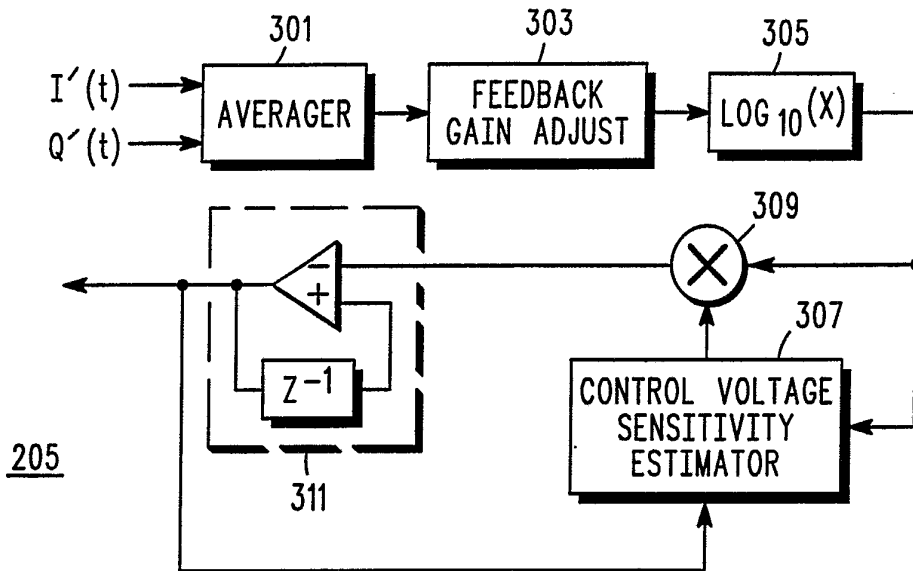 301
303
305
I′(t)
Q′(t)
AVERAGER
FEEDBACK
GAIN ADJUST
LOG10(X)
309
−
+
307
Z−1
CONTROL VOLTAGE
SENSITIVITY
ESTIMATOR
205
311